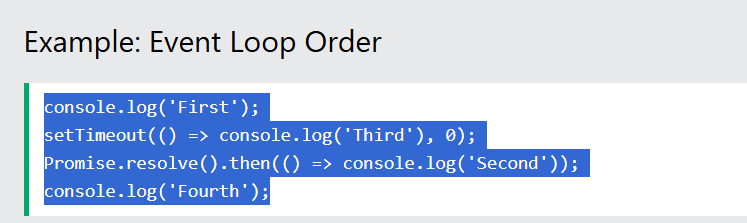 Example: Event Loop Order
console.log('First');
setTimeout(() => console.log('Third'), 0);
Promise.resolve().then(() => console.log('Second'));
console.log('Fourth');